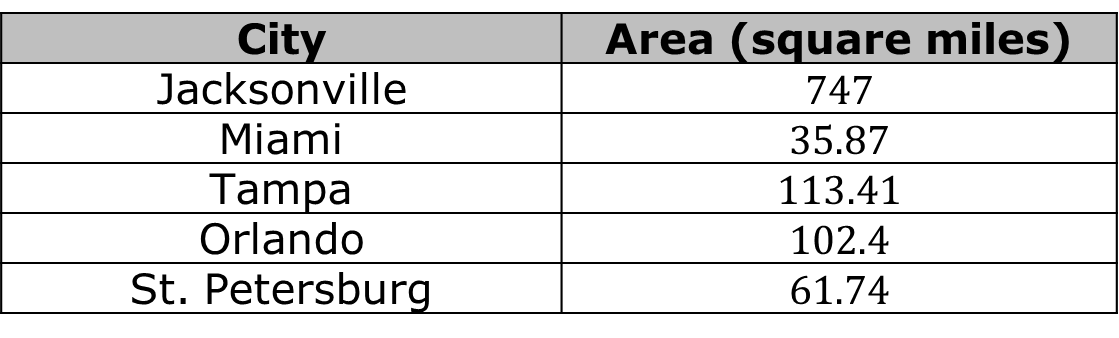 City Area (square miles)
Jacksonville 747
Miami 35.87
Tampa 113.41
Orlando 102.4
St. Petersburg 61.74